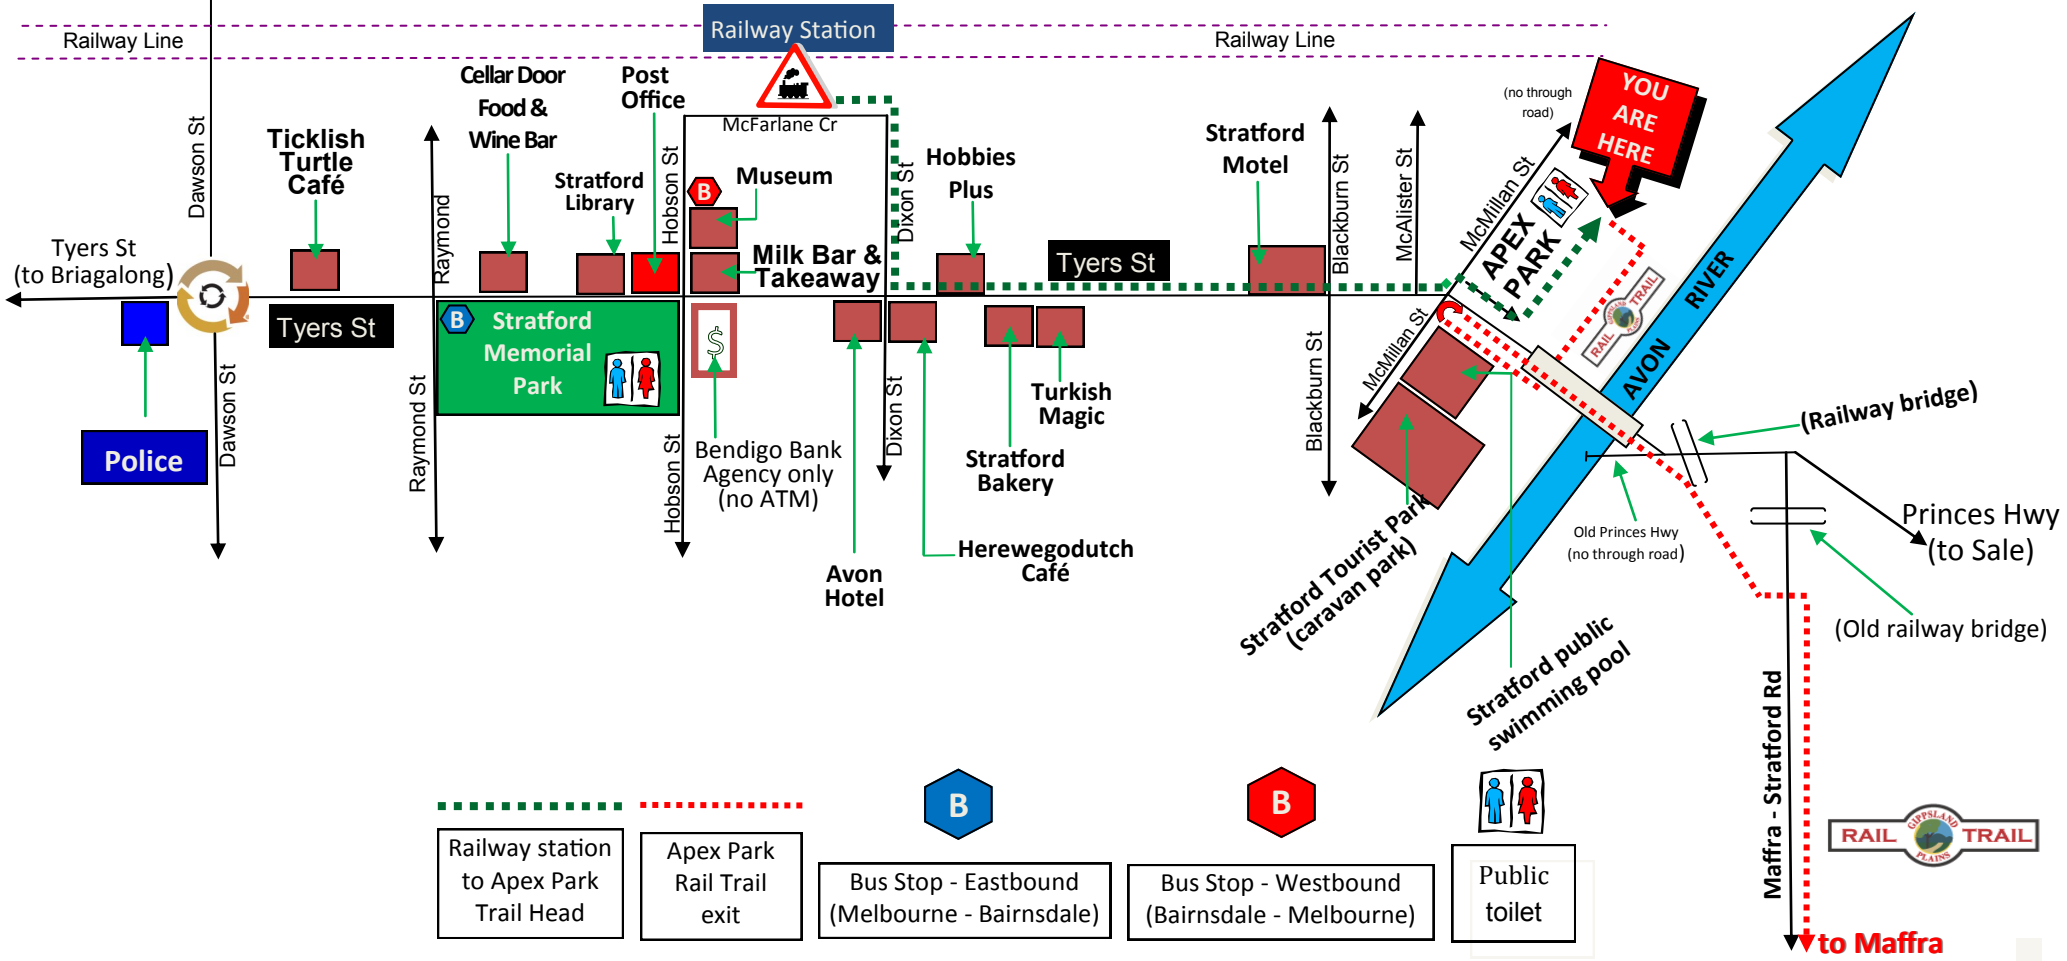 Railway Station
Railway Line
Railway Line
YOU
ARE
HERE
(no through
road)
Cellar Door
Food &
Wine Bar
Post
Office
McFarlane Cr
Dawson St
Ticklish
Turtle
Café
Stratford
Library
Hobson St
B
Museum
Hobbies
Plus
Dixon St
Stratford
Motel
Blackburn St
McAlister St
McMillan St
APEX
PARK
Raymond
Tyers St
(to Briagalong)
Milk Bar &
Takeaway
Tyers St
AVON
RIVER
RAIL
GIPPSLAND
PLAINS
TRAIL
Tyers St
B
Stratford
Memorial
Park
$
McMillan St
Dawson St
Raymond St
Hobson St
Dixon St
Blackburn St
Turkish
Magic
(Railway bridge)
Police
Bendigo Bank
Agency only
(no ATM)
Stratford
Bakery
Old Princes Hwy
(no through road)
Princes Hwy
(to Sale)
Herewegodutch
Café
Avon
Hotel
Stratford Tourist Park
(caravan park)
Stratford public
swimming pool
(Old railway bridge)
Maffra - Stratford Rd
B
B
Railway station
to Apex Park
Trail Head
Apex Park
Rail Trail
exit
Bus Stop - Eastbound
(Melbourne - Bairnsdale)
Bus Stop - Westbound
(Bairnsdale - Melbourne)
Public
toilet
RAIL
GIPPSLAND
PLAINS
TRAIL
to Maffra